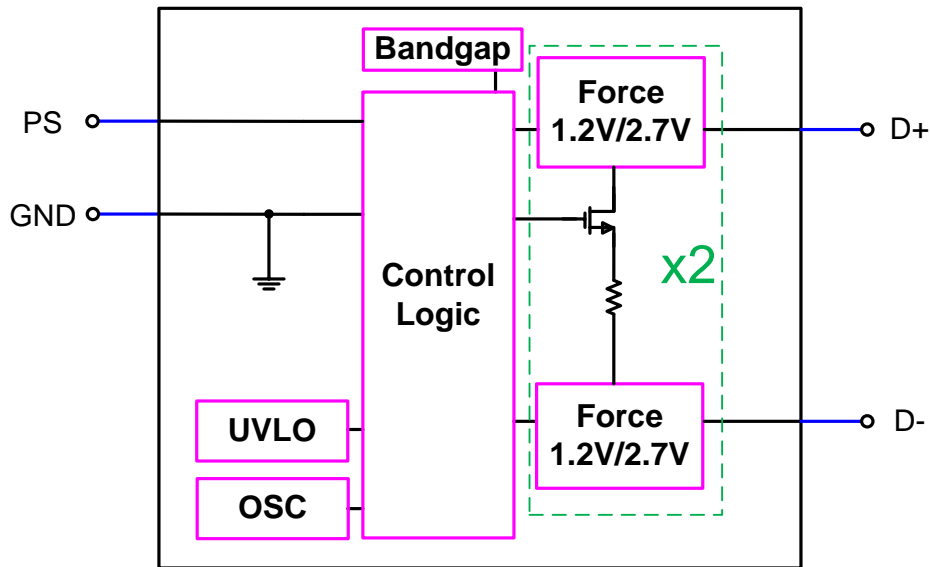 Bandgap
Force
1.2V/2.7V
PS
D+
GND
x2
Control
Logic
Force
1.2V/2.7V
D-
UVLO
OSC